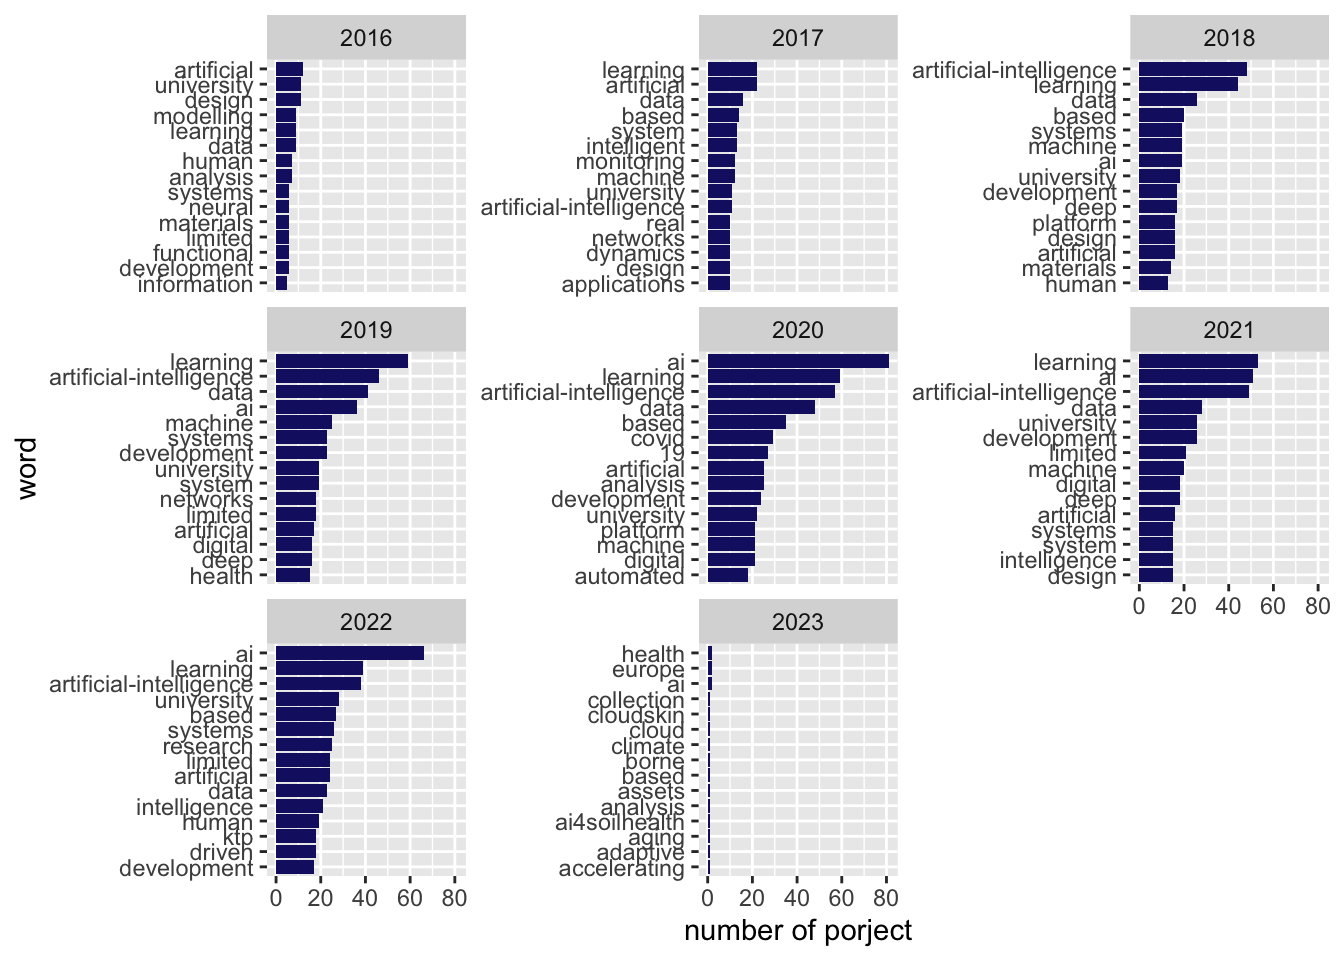 2016
artificial
university
design
modelling
learning
data
human
analysis
systems
neural
materials
limited
functional
development
information
2017
learning
artificial
data
based
system
intelligent
monitoring
machine
university
artificial-intelligence
real
networks
dynamics
design
applications
2018
artificial-intelligence
learning
data
based
systems
machine
ai
university
development
deep
platform
design
artificial
materials
human
word
2019
learning
artificial-intelligence
data
ai
machine
systems
development
university
system
networks
limited
artificial
digital
deep
health
2020
ai
learning
artificial-intelligence
data
based
covid
19
artificial
analysis
development
university
platform
machine
digital
automated
2021
learning
ai
artificial-intelligence
data
university
development
limited
machine
digital
deep
artificial
systems
system
intelligence
design
0 20 40 60 80
2022
ai
learning
artificial-intelligence
university
based
systems
research
limited
artificial
data
intelligence
human
ktp
driven
development
0 20 40 60 80
2023
health
europe
ai
collection
cloudskin
cloud
climate
borne
based
assets
analysis
ai4soilhealth
aging
adaptive
accelerating
0 20 40 60 80
number of porject